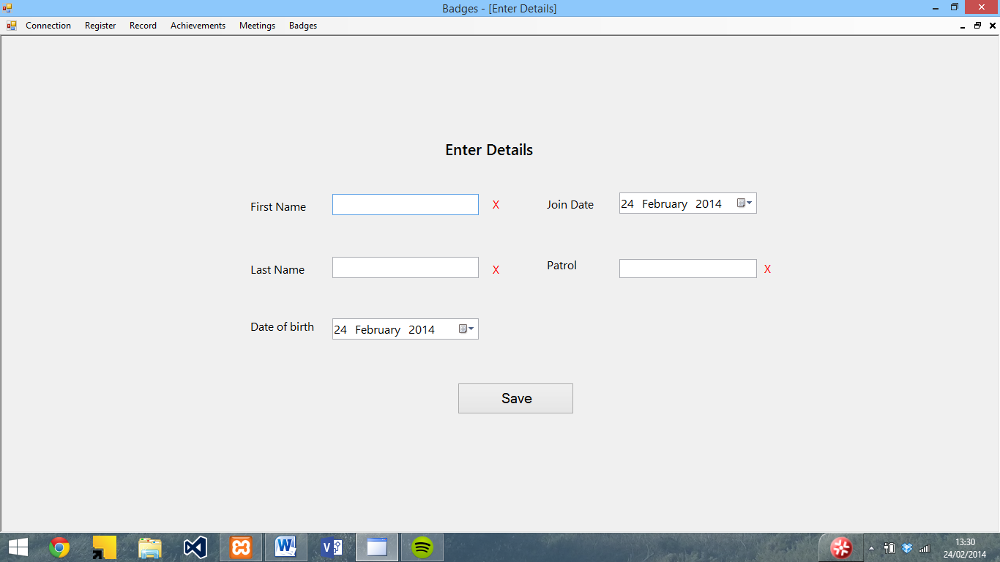 Badges - [Enter Details]
Connection Register Record Achievements Meetings Badges
Enter Details
First Name X Join Date 24 February 2014
Last Name X Patrol X
Date of birth 24 February 2014
Save
13:30
24/02/2014